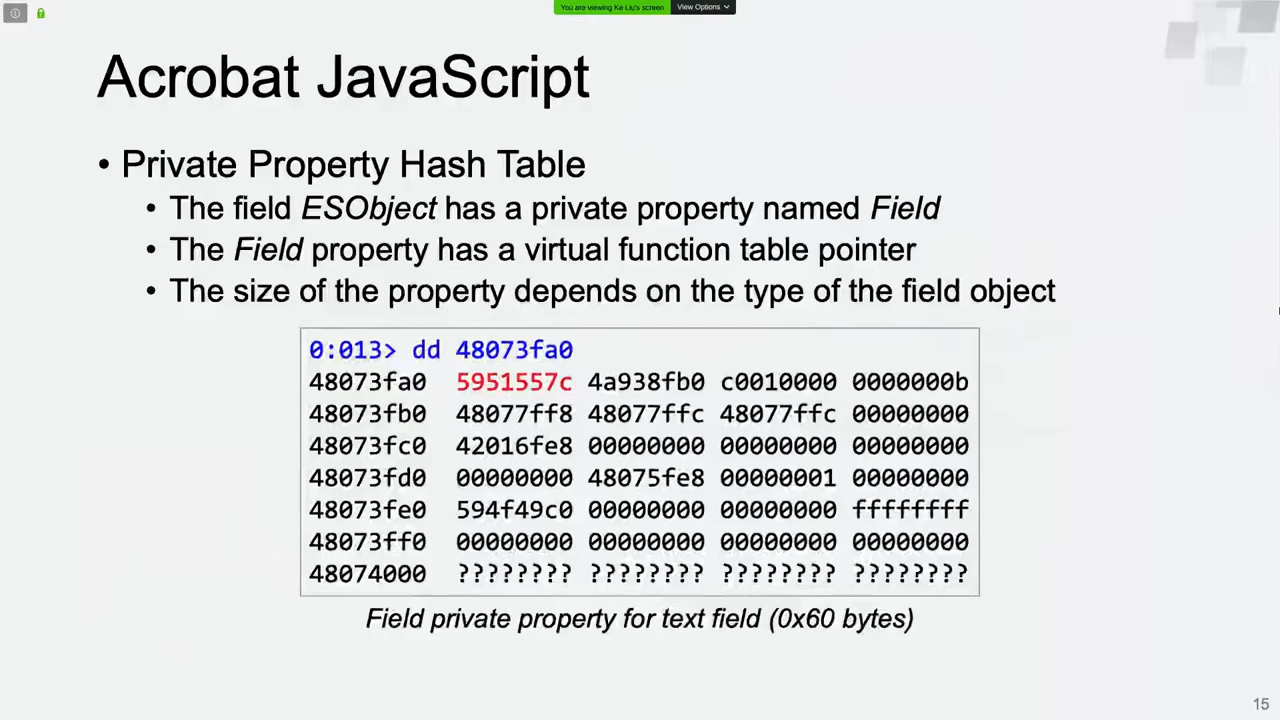 You are viewing Ke Liu's screen View Options
Acrobat JavaScript
• Private Property Hash Table
• The field ESObject has a private property named Field
• The Field property has a virtual function table pointer
• The size of the property depends on the type of the field object
0:013> dd 48073fa0
48073fa0 5951557c 4a938fb0 c0010000 0000000b
48073fb0 48077ff8 48077ffc 48077ffc 00000000
48073fc0 42016fe8 00000000 00000000 00000000
48073fd0 00000000 48075fe8 00000001 00000000
48073fe0 594f49c0 00000000 00000000 ffffffff
48073ff0 00000000 00000000 00000000 00000000
48074000 ???????? ???????? ???????? ????????
Field private property for text field (0x60 bytes)
15